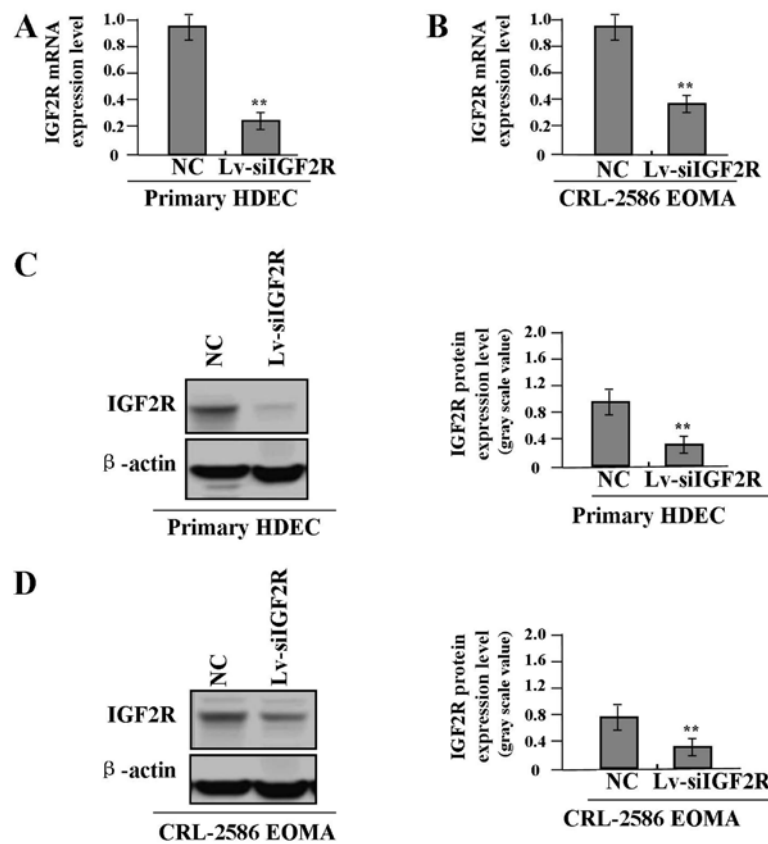 A
IGF2R mRNA
expression level
1.0
0.8
0.6
0.4
0.2
0
**
NC Lv-siIGF2R
Primary HDEC
B
IGF2R mRNA
expression level
1.0
0.8
0.6
0.4
0.2
0
**
NC Lv-siIGF2R
CRL-2586 EOMA
C
NC
Lv-siIGF2R
IGF2R
β -actin
Primary HDEC
IGF2R protein
expression level
(gray scale value)
2.0
1.6
1.2
0.8
0.4
0
**
NC Lv-siIGF2R
Primary HDEC
D
NC
Lv-siIGF2R
IGF2R
β -actin
CRL-2586 EOMA
IGF2R protein
expression level
(gray scale value)
2.0
1.6
1.2
0.8
0.4
0
**
NC Lv-siIGF2R
CRL-2586 EOMA